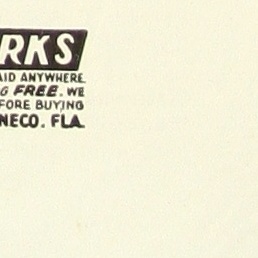 RKS
AID ANYWHERE
G FREE. WE
FORE BUYING
NECO. FLA.